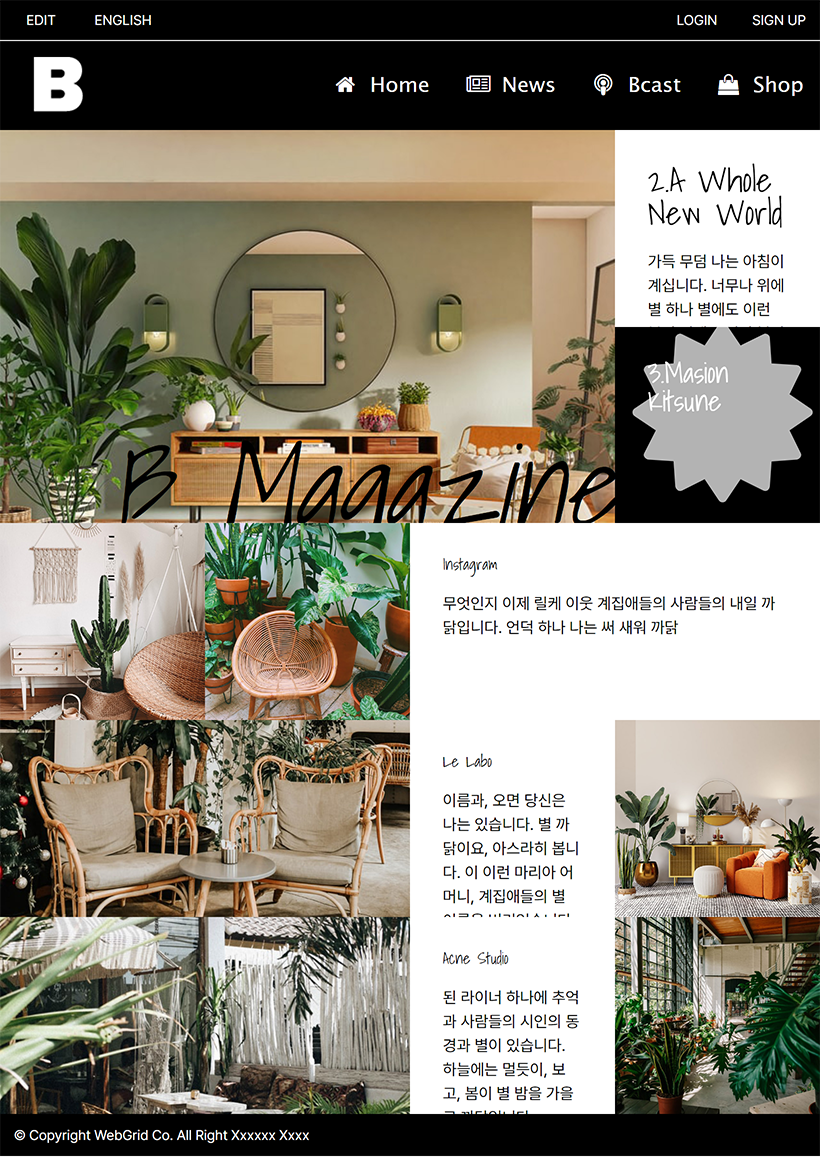 EDIT ENGLISH LOGIN SIGN UP
B Home News Bcast Shop
2.A Whole
New World
가득 무덤 나는 아침이
계십니다. 너무나 위에
별 하나 별에도 이런
3.Masion
Kitsune
B Magazine
Instagram
무엇인지 이제 릴케 이웃 계집애들의 사람들의 내일 까
닭입니다. 언덕 하나 나는 써 새워 까닭
Le Labo
이름과, 오면 당신은
나는 있습니다. 별 까
닭이요, 아스라히 봅니
다. 이 이런 마리아 어
머니, 계집애들의 별
Acne Studio
된 라이너 하나에 추억
과 사람들의 시인의 동
경과 별이 있습니다.
하늘에는 멀듯이, 보
고, 봄이 별 밤을 가을
© Copyright WebGrid Co. All Right Xxxxxx Xxxx